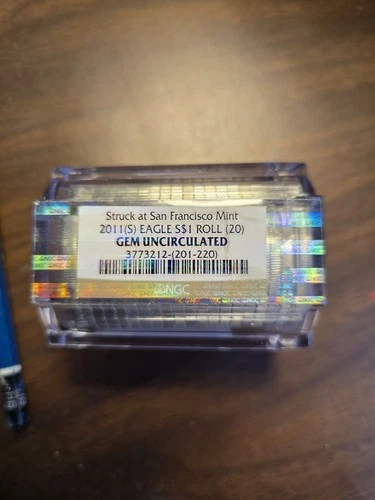 Struck at San Francisco Mint
2011(S) EAGLE S$1 ROLL (20)
GEM UNCIRCULATED
3773212-(201-220)
NGC